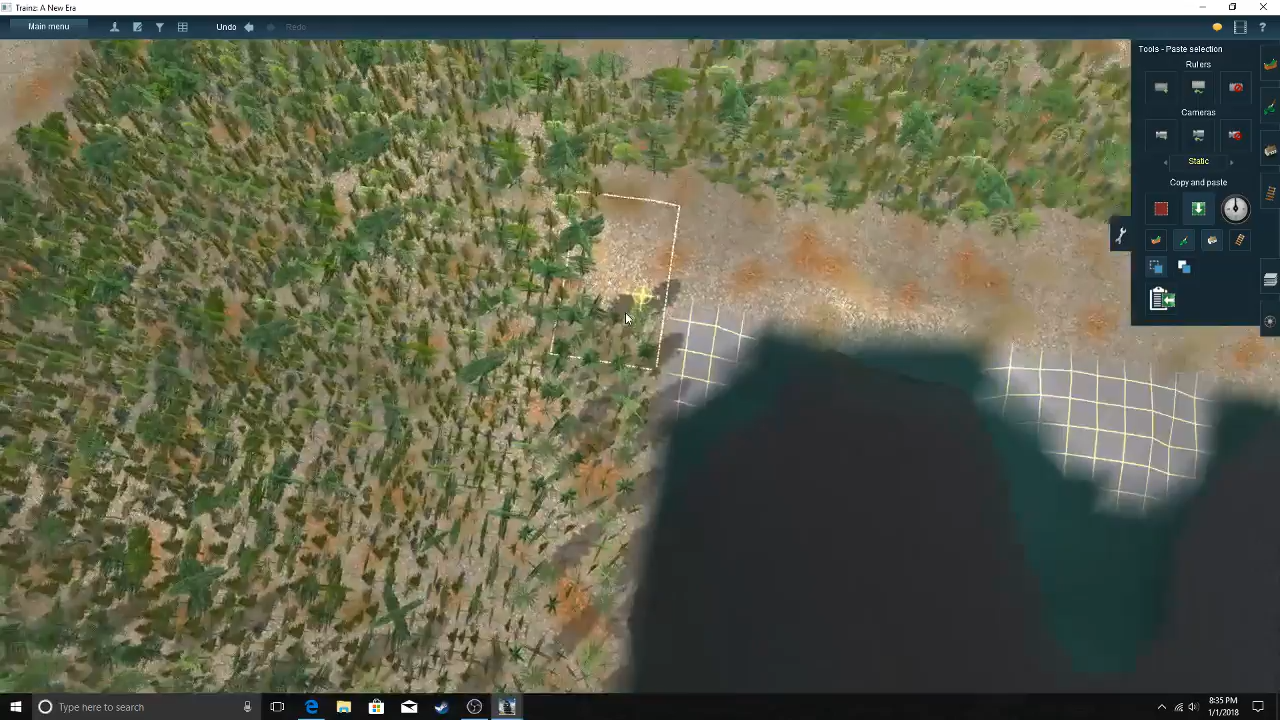 Trainz: A New Era
Main menu
Undo
Redo
Tools - Paste selection
Rulers
Cameras
Static
Copy and paste
Type here to search
8:35 PM
1/1/2018